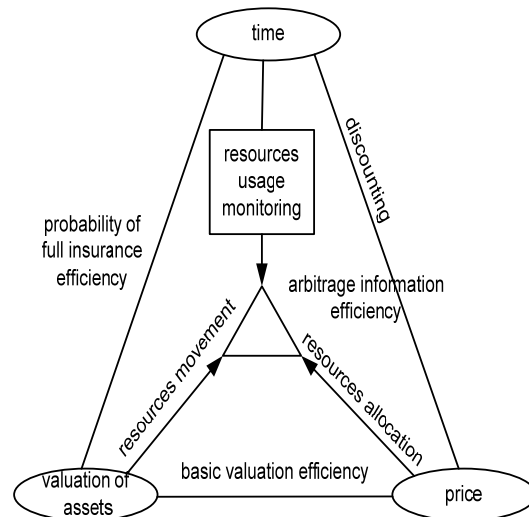 time
resources
usage
monitoring
discounting
probability of
full insurance
efficiency
arbitrage information
efficiency
resources movement
resources allocation
basic valuation efficiency
valuation of
assets
price